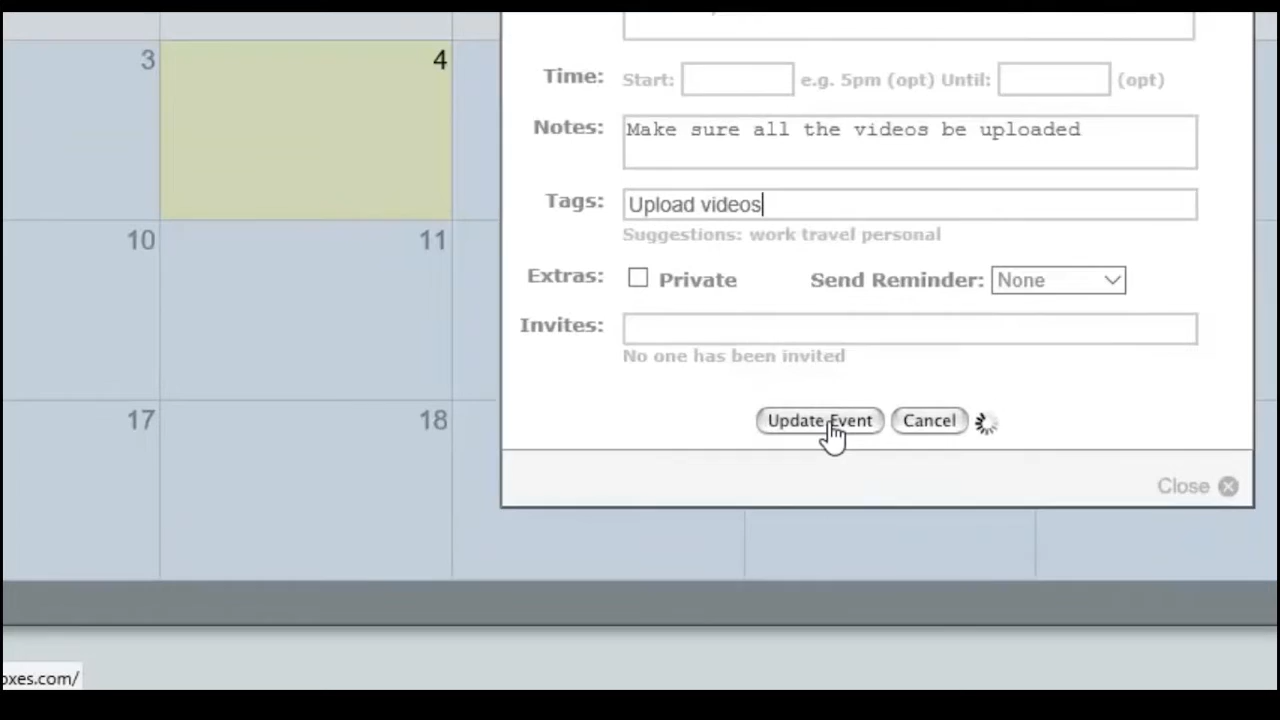 3
4
Time: Start: e.g. 5pm (opt) Until: (opt)
Notes: Make sure all the videos be uploaded
Tags: Upload videos
Suggestions: work travel personal
10
11
Extras: Private Send Reminder: None
Invites:
No one has been invited
17
18
Update Event Cancel
Close
oxes.com/